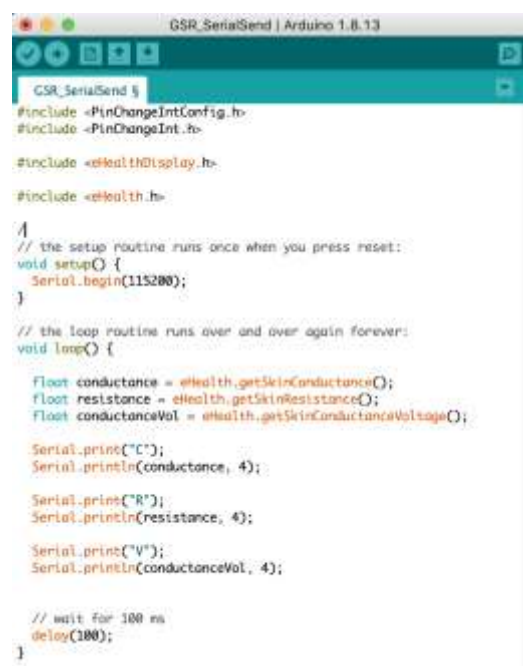 GSR_SerialSend | Arduino 1.8.13
GSR_SerialSend §
#include <PinChangeIntConfig.h>
#include <PinChangeInt.h>
#include <eHealthDisplay.h>
#include <eHealth.h>
// the setup routine runs once when you press reset:
void setup() {
Serial.begin(115200);
}
// the loop routine runs over and over again forever:
void loop() {
float conductance = eHealth.getSkinConductance();
float resistance = eHealth.getSkinResistance();
float conductanceVol = eHealth.getSkinConductanceVoltage();
Serial.print("C");
Serial.println(conductance, 4);
Serial.print("R");
Serial.println(resistance, 4);
Serial.print("V");
Serial.println(conductanceVol, 4);
// wait for 100 ms
delay(100);
}